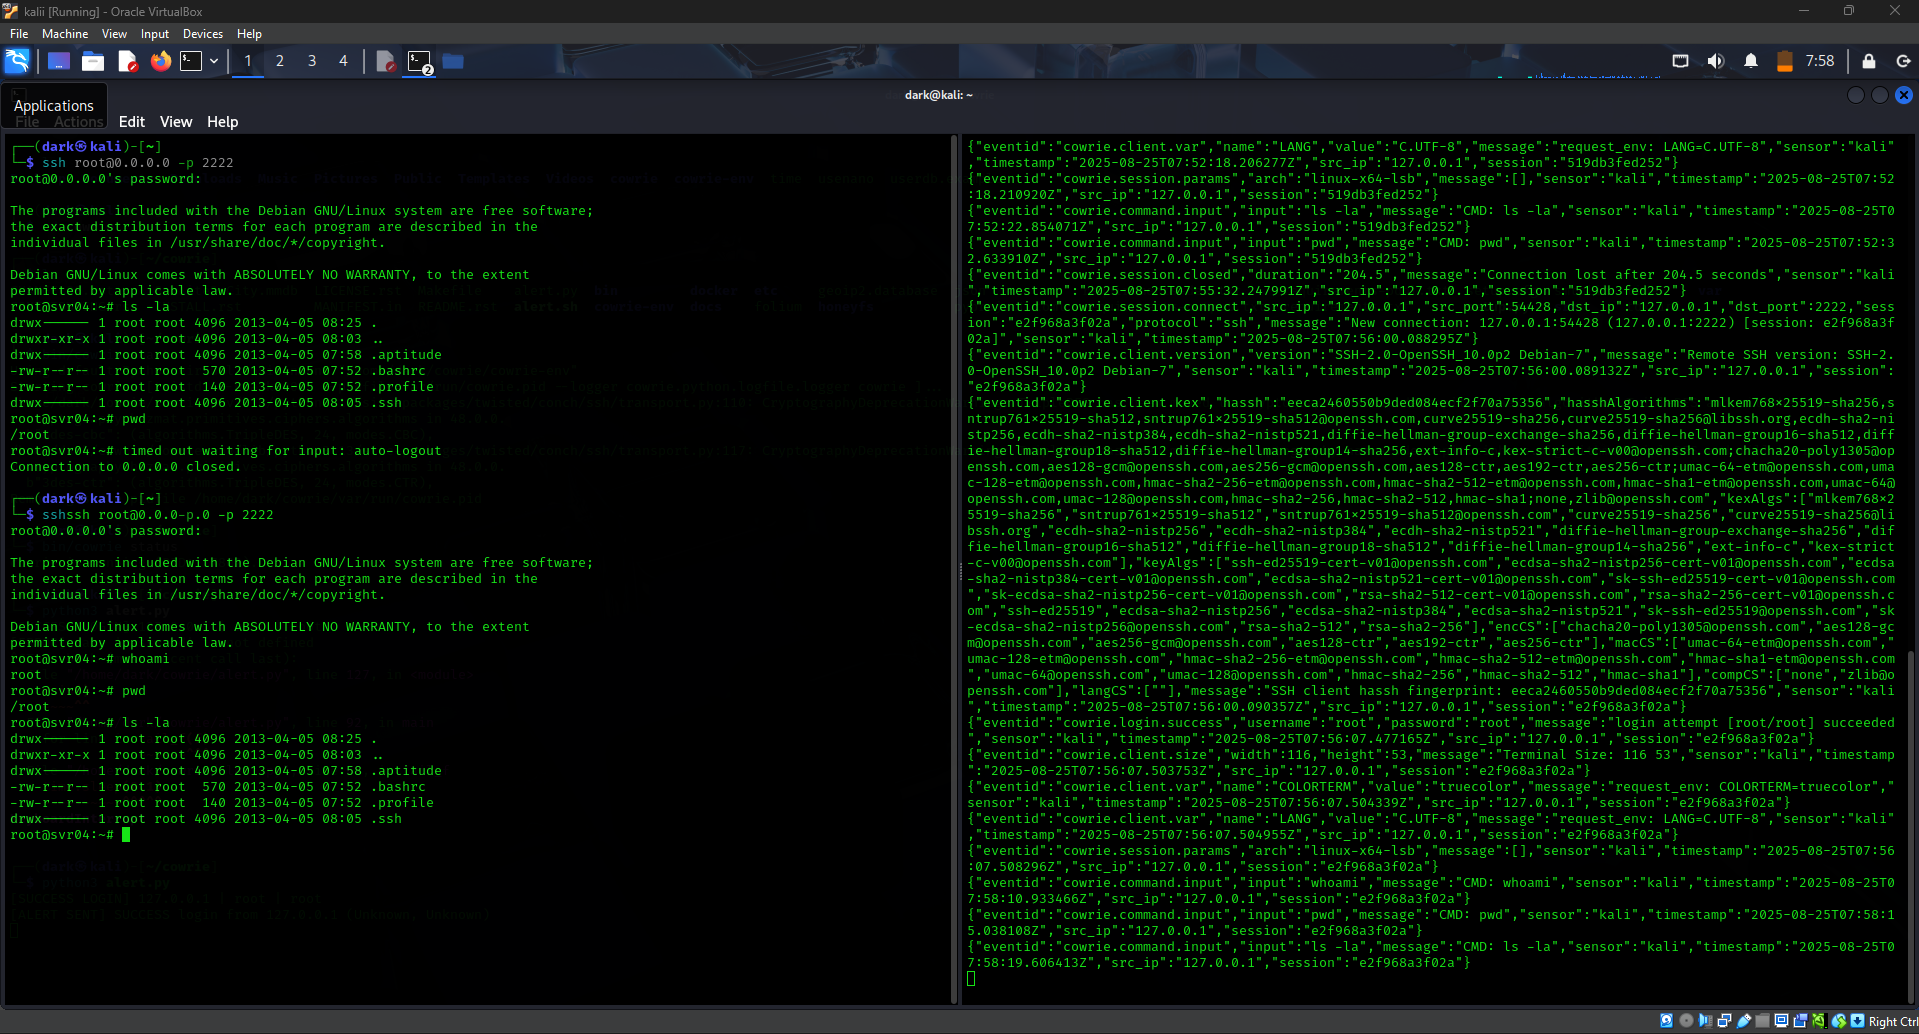 kalii [Running] - Oracle VirtualBox
File Machine View Input Devices Help
1 2 3 4
7:58
dark@kali: ~
Applications
File Actions Edit View Help
┌──(dark㉿kali)-[~]
└─$ ssh root@0.0.0.0 -p 2222
root@0.0.0.0's password:
The programs included with the Debian GNU/Linux system are free software;
the exact distribution terms for each program are described in the
individual files in /usr/share/doc/*/copyright.
Debian GNU/Linux comes with ABSOLUTELY NO WARRANTY, to the extent
permitted by applicable law.
root@svr04:~# ls -la
drwx------ 1 root root 4096 2013-04-05 08:25 .
drwxr-xr-x 1 root root 4096 2013-04-05 08:03 ..
drwx------ 1 root root 4096 2013-04-05 07:58 .aptitude
-rw-r--r-- 1 root root  570 2013-04-05 07:52 .bashrc
-rw-r--r-- 1 root root  140 2013-04-05 07:52 .profile
drwx------ 1 root root 4096 2013-04-05 08:05 .ssh
root@svr04:~# pwd
/root
root@svr04:~# timed out waiting for input: auto-logout
Connection to 0.0.0.0 closed.
┌──(dark㉿kali)-[~]
└─$ sshssh root@0.0.0-p.0 -p 2222
root@0.0.0.0's password:
The programs included with the Debian GNU/Linux system are free software;
the exact distribution terms for each program are described in the
individual files in /usr/share/doc/*/copyright.
Debian GNU/Linux comes with ABSOLUTELY NO WARRANTY, to the extent
permitted by applicable law.
root@svr04:~# whoami
root
root@svr04:~# pwd
/root
root@svr04:~# ls -la
drwx------ 1 root root 4096 2013-04-05 08:25 .
drwxr-xr-x 1 root root 4096 2013-04-05 08:03 ..
drwx------ 1 root root 4096 2013-04-05 07:58 .aptitude
-rw-r--r-- 1 root root  570 2013-04-05 07:52 .bashrc
-rw-r--r-- 1 root root  140 2013-04-05 07:52 .profile
drwx------ 1 root root 4096 2013-04-05 08:05 .ssh
root@svr04:~#
{"eventid":"cowrie.client.var","name":"LANG","value":"C.UTF-8","message":"request_env: LANG=C.UTF-8","sensor":"kali"
,"timestamp":"2025-08-25T07:52:18.206277Z","src_ip":"127.0.0.1","session":"519db3fed252"}
{"eventid":"cowrie.session.params","arch":"linux-x64-lsb","message":[],"sensor":"kali","timestamp":"2025-08-25T07:52
:18.210920Z","src_ip":"127.0.0.1","session":"519db3fed252"}
{"eventid":"cowrie.command.input","input":"ls -la","message":"CMD: ls -la","sensor":"kali","timestamp":"2025-08-25T0
7:52:22.854071Z","src_ip":"127.0.0.1","session":"519db3fed252"}
{"eventid":"cowrie.command.input","input":"pwd","message":"CMD: pwd","sensor":"kali","timestamp":"2025-08-25T07:52:3
2.633910Z","src_ip":"127.0.0.1","session":"519db3fed252"}
{"eventid":"cowrie.session.closed","duration":"204.5","message":"Connection lost after 204.5 seconds","sensor":"kali
","timestamp":"2025-08-25T07:55:32.247991Z","src_ip":"127.0.0.1","session":"519db3fed252"}
{"eventid":"cowrie.session.connect","src_ip":"127.0.0.1","src_port":54428,"dst_ip":"127.0.0.1","dst_port":2222,"sess
ion":"e2f968a3f02a","protocol":"ssh","message":"New connection: 127.0.0.1:54428 (127.0.0.1:2222) [session: e2f968a3f
02a]","sensor":"kali","timestamp":"2025-08-25T07:56:00.088295Z"}
{"eventid":"cowrie.client.version","version":"SSH-2.0-OpenSSH_10.0p2 Debian-7","message":"Remote SSH version: SSH-2.
0-OpenSSH_10.0p2 Debian-7","sensor":"kali","timestamp":"2025-08-25T07:56:00.089132Z","src_ip":"127.0.0.1","session":
"e2f968a3f02a"}
{"eventid":"cowrie.client.kex","hassh":"eeca2460550b9ded084ecf2f70a75356","hasshAlgorithms":"mlkem768×25519-sha256,s
ntrup761×25519-sha512,sntrup761×25519-sha512@openssh.com,curve25519-sha256,curve25519-sha256@libssh.org,ecdh-sha2-ni
stp256,ecdh-sha2-nistp384,ecdh-sha2-nistp521,diffie-hellman-group-exchange-sha256,diffie-hellman-group16-sha512,diff
ie-hellman-group18-sha512,diffie-hellman-group14-sha256,ext-info-c,kex-strict-c-v00@openssh.com;chacha20-poly1305@op
enssh.com,aes128-gcm@openssh.com,aes256-gcm@openssh.com,aes128-ctr,aes192-ctr,aes256-ctr;umac-64-etm@openssh.com,uma
c-128-etm@openssh.com,hmac-sha2-256-etm@openssh.com,hmac-sha2-512-etm@openssh.com,hmac-sha1-etm@openssh.com,umac-64@
openssh.com,umac-128@openssh.com,hmac-sha2-256,hmac-sha2-512,hmac-sha1;none,zlib@openssh.com","kexAlgs":["mlkem768×2
5519-sha256","sntrup761×25519-sha512","sntrup761×25519-sha512@openssh.com","curve25519-sha256","curve25519-sha256@li
bssh.org","ecdh-sha2-nistp256","ecdh-sha2-nistp384","ecdh-sha2-nistp521","diffie-hellman-group-exchange-sha256","dif
fie-hellman-group16-sha512","diffie-hellman-group18-sha512","diffie-hellman-group14-sha256","ext-info-c","kex-strict
-c-v00@openssh.com"],"keyAlgs":["ssh-ed25519-cert-v01@openssh.com","ecdsa-sha2-nistp256-cert-v01@openssh.com","ecdsa
-sha2-nistp384-cert-v01@openssh.com","ecdsa-sha2-nistp521-cert-v01@openssh.com","sk-ssh-ed25519-cert-v01@openssh.com
","sk-ecdsa-sha2-nistp256-cert-v01@openssh.com","rsa-sha2-512-cert-v01@openssh.com","rsa-sha2-256-cert-v01@openssh.c
om","ssh-ed25519","ecdsa-sha2-nistp256","ecdsa-sha2-nistp384","ecdsa-sha2-nistp521","sk-ssh-ed25519@openssh.com","sk
-ecdsa-sha2-nistp256@openssh.com","rsa-sha2-512","rsa-sha2-256"],"encCS":["chacha20-poly1305@openssh.com","aes128-gc
m@openssh.com","aes256-gcm@openssh.com","aes128-ctr","aes192-ctr","aes256-ctr"],"macCS":["umac-64-etm@openssh.com","
umac-128-etm@openssh.com","hmac-sha2-256-etm@openssh.com","hmac-sha2-512-etm@openssh.com","hmac-sha1-etm@openssh.com
","umac-64@openssh.com","umac-128@openssh.com","hmac-sha2-256","hmac-sha2-512","hmac-sha1"],"compCS":["none","zlib@o
penssh.com"],"langCS":[""],"message":"SSH client hassh fingerprint: eeca2460550b9ded084ecf2f70a75356","sensor":"kali
","timestamp":"2025-08-25T07:56:00.090357Z","src_ip":"127.0.0.1","session":"e2f968a3f02a"}
{"eventid":"cowrie.login.success","username":"root","password":"root","message":"login attempt [root/root] succeeded
","sensor":"kali","timestamp":"2025-08-25T07:56:07.477165Z","src_ip":"127.0.0.1","session":"e2f968a3f02a"}
{"eventid":"cowrie.client.size","width":116,"height":53,"message":"Terminal Size: 116 53","sensor":"kali","timestamp
":"2025-08-25T07:56:07.503753Z","src_ip":"127.0.0.1","session":"e2f968a3f02a"}
{"eventid":"cowrie.client.var","name":"COLORTERM","value":"truecolor","message":"request_env: COLORTERM=truecolor","
sensor":"kali","timestamp":"2025-08-25T07:56:07.504339Z","src_ip":"127.0.0.1","session":"e2f968a3f02a"}
{"eventid":"cowrie.client.var","name":"LANG","value":"C.UTF-8","message":"request_env: LANG=C.UTF-8","sensor":"kali"
,"timestamp":"2025-08-25T07:56:07.504955Z","src_ip":"127.0.0.1","session":"e2f968a3f02a"}
{"eventid":"cowrie.session.params","arch":"linux-x64-lsb","message":[],"sensor":"kali","timestamp":"2025-08-25T07:56
:07.508296Z","src_ip":"127.0.0.1","session":"e2f968a3f02a"}
{"eventid":"cowrie.command.input","input":"whoami","message":"CMD: whoami","sensor":"kali","timestamp":"2025-08-25T0
7:58:10.933466Z","src_ip":"127.0.0.1","session":"e2f968a3f02a"}
{"eventid":"cowrie.command.input","input":"pwd","message":"CMD: pwd","sensor":"kali","timestamp":"2025-08-25T07:58:1
5.038108Z","src_ip":"127.0.0.1","session":"e2f968a3f02a"}
{"eventid":"cowrie.command.input","input":"ls -la","message":"CMD: ls -la","sensor":"kali","timestamp":"2025-08-25T0
7:58:19.606413Z","src_ip":"127.0.0.1","session":"e2f968a3f02a"}
Right Ctrl